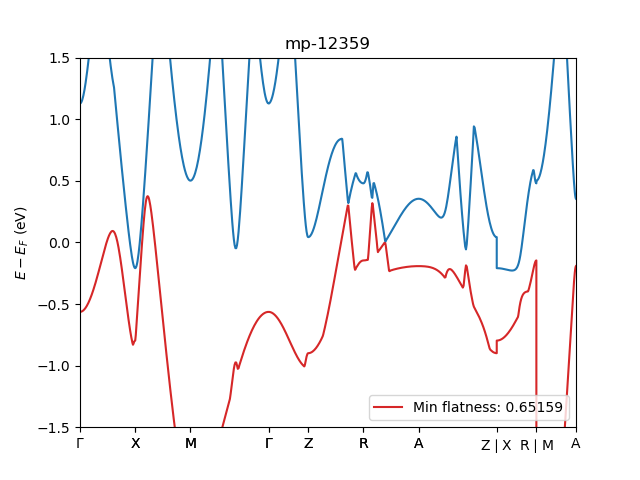 mp-12359
1.5
1.0
0.5
0.0
−0.5
−1.0
−1.5
E − E_F (eV)
Min flatness: 0.65159
Γ X M Γ Z R A Z | X R | M A